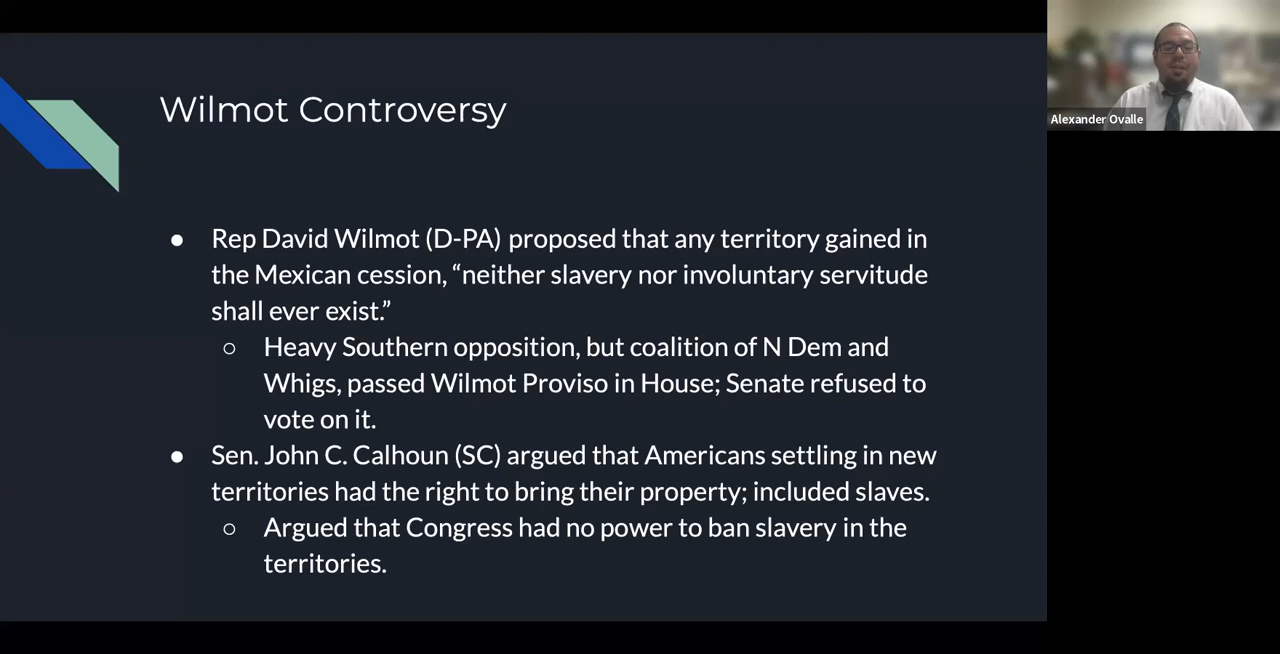 Wilmot Controversy
● Rep David Wilmot (D-PA) proposed that any territory gained in
the Mexican cession, “neither slavery nor involuntary servitude
shall ever exist.”
○ Heavy Southern opposition, but coalition of N Dem and
Whigs, passed Wilmot Proviso in House; Senate refused to
vote on it.
● Sen. John C. Calhoun (SC) argued that Americans settling in new
territories had the right to bring their property; included slaves.
○ Argued that Congress had no power to ban slavery in the
territories.
Alexander Ovalle